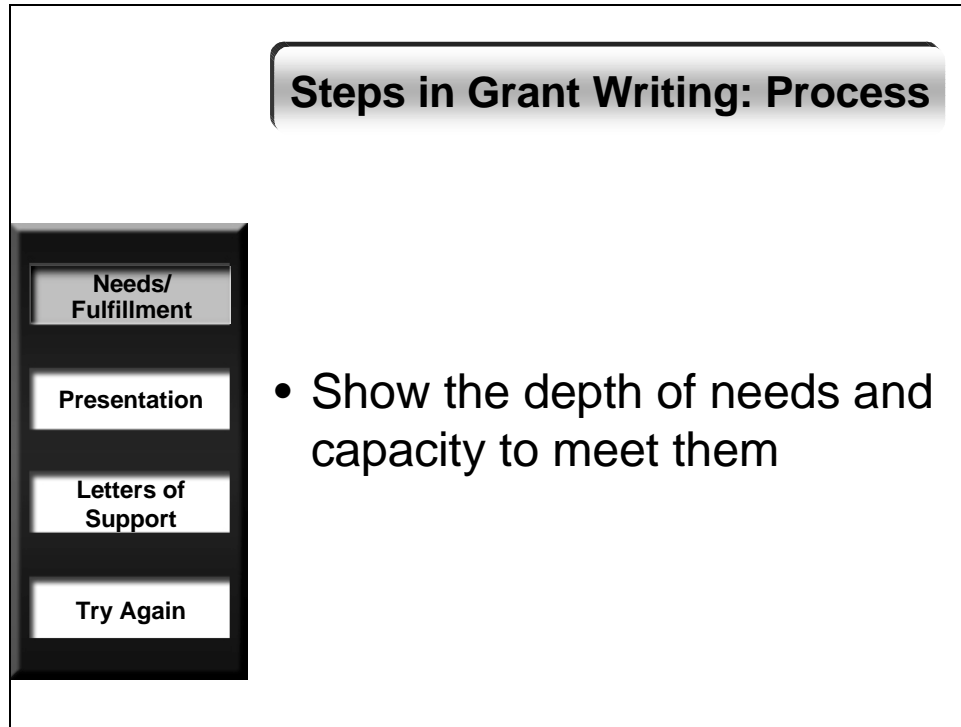 Steps in Grant Writing: Process
Needs/
Fulfillment
Presentation
Letters of
Support
Try Again
• Show the depth of needs and
capacity to meet them